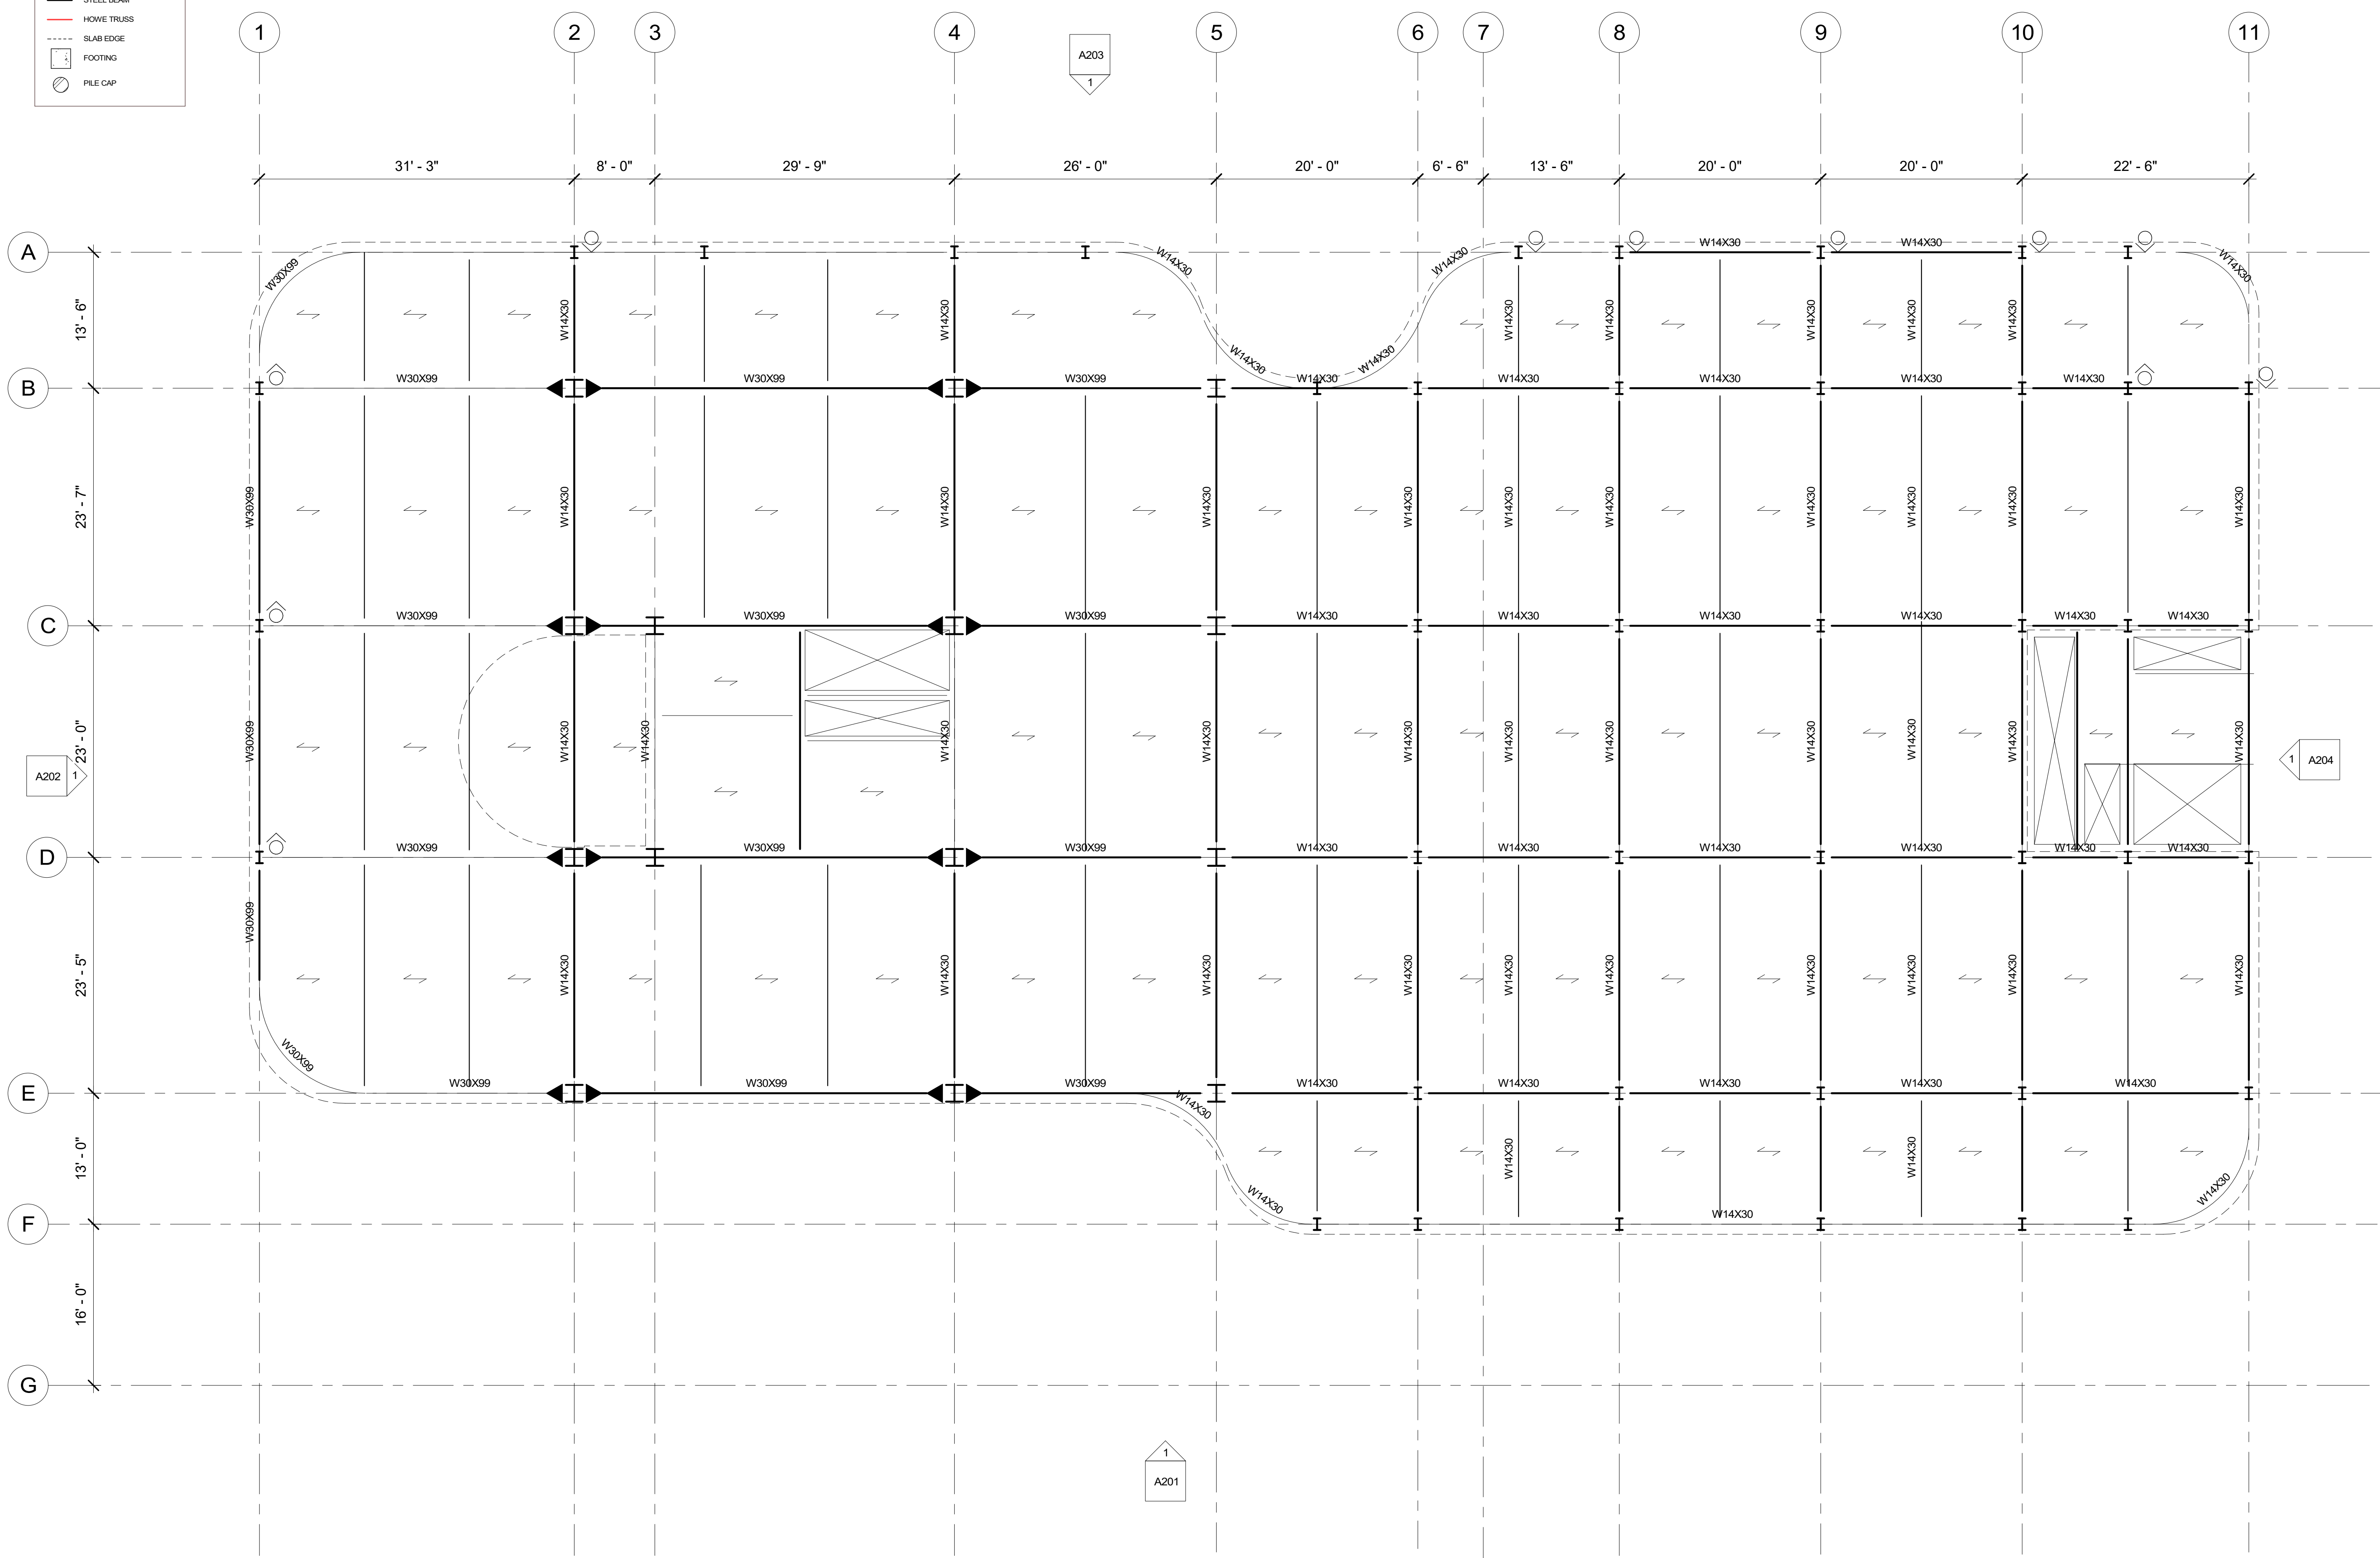 STEEL BEAM
HOWE TRUSS
SLAB EDGE
FOOTING
PILE CAP
1 2 3 4 5 6 7 8 9 10 11
A203
1
31' - 3" 8' - 0" 29' - 9" 26' - 0" 20' - 0" 6' - 6" 13' - 6" 20' - 0" 20' - 0" 22' - 6"
A
W14X30 W14X30
W30X99 W14X30 W14X30 W14X30
13' - 6"
W14X30 W14X30 W14X30 W14X30 W14X30 W14X30 W14X30
W14X30 W14X30
B
W30X99 W30X99 W30X99 W14X30 W14X30 W14X30 W14X30 W14X30
23' - 7"
W30X99 W14X30 W14X30 W14X30 W14X30 W14X30 W14X30 W14X30 W14X30 W14X30 W14X30
C
W30X99 W30X99 W30X99 W14X30 W14X30 W14X30 W14X30 W14X30 W14X30
23' - 0"
W30X99 W14X30 W14X30 W14X30 W14X30 W14X30 W14X30 W14X30 W14X30 W14X30 W14X30 W14X30
A202 1
1 A204
D
W30X99 W30X99 W30X99 W14X30 W14X30 W14X30 W14X30 W14X30 W14X30
23' - 5"
W30X99 W14X30 W14X30 W14X30 W14X30 W14X30 W14X30 W14X30 W14X30 W14X30 W14X30
W30X99
E
W30X99 W30X99 W30X99 W14X30 W14X30 W14X30 W14X30 W14X30
W14X30
13' - 0"
W14X30 W14X30
W14X30 W14X30
F
W14X30
16' - 0"
G
1
A201